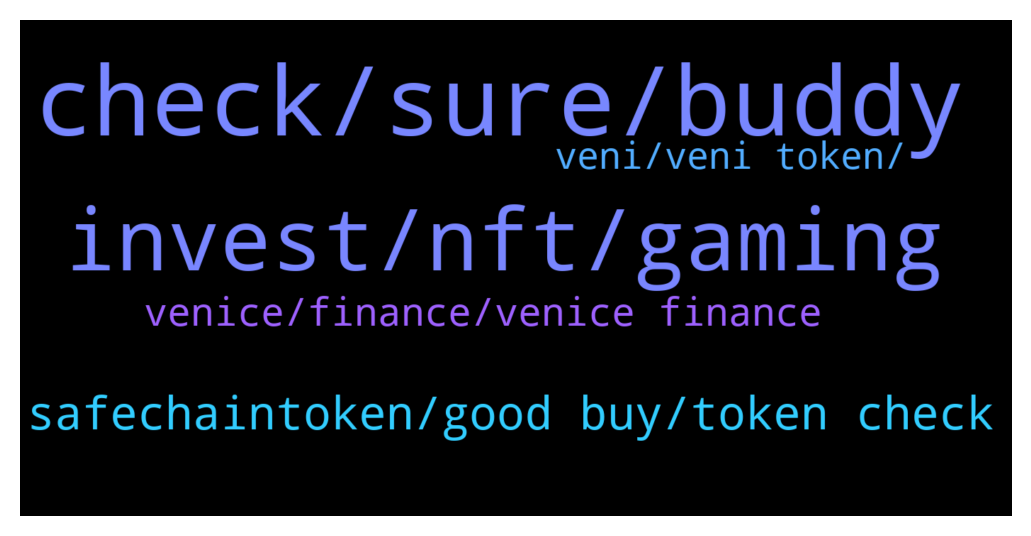 check/sure/buddy
veni/veni token/
invest/nft/gaming
venice/finance/venice finance
safechaintoken/good buy/token check